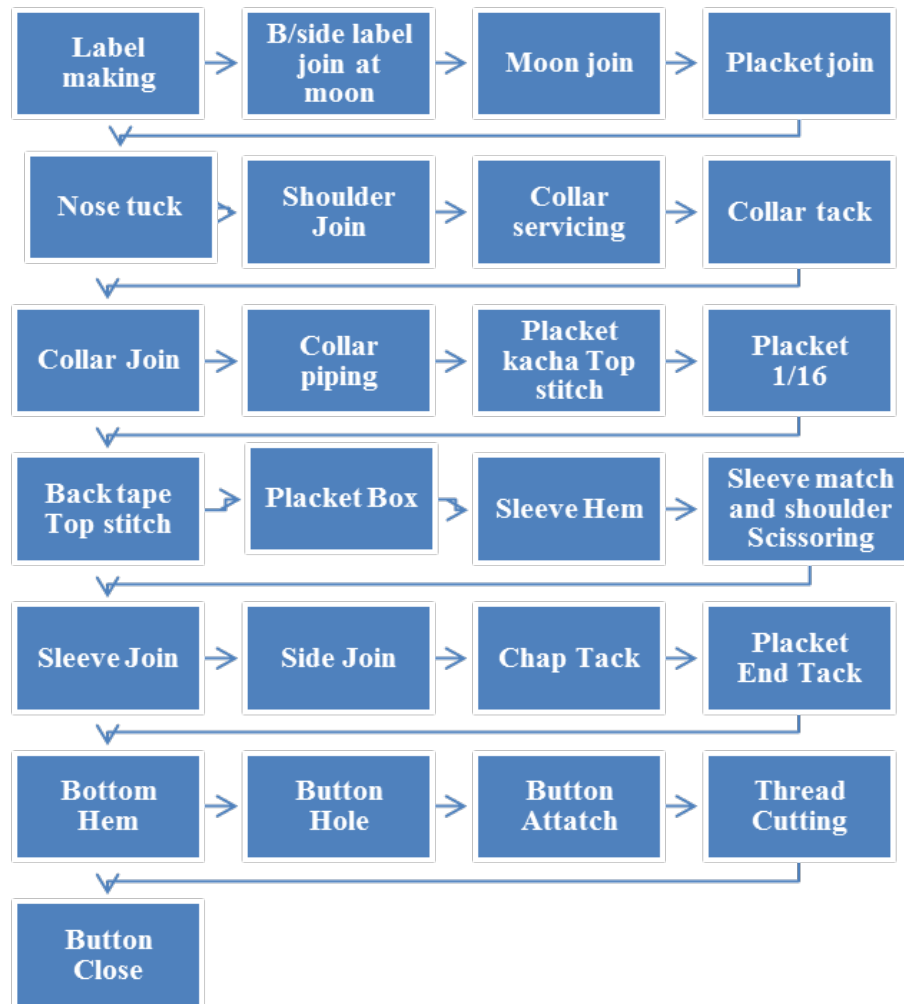 Label
making
B/side label
join at
moon
Moon join
Placket join
Nose tuck
Shoulder
Join
Collar
servicing
Collar tack
Collar Join
Collar
piping
Placket
kacha Top
stitch
Placket
1/16
Back tape
Top stitch
Placket Box
Sleeve Hem
Sleeve match
and shoulder
Scissoring
Sleeve Join
Side Join
Chap Tack
Placket
End Tack
Bottom
Hem
Button
Hole
Button
Attatch
Thread
Cutting
Button
Close